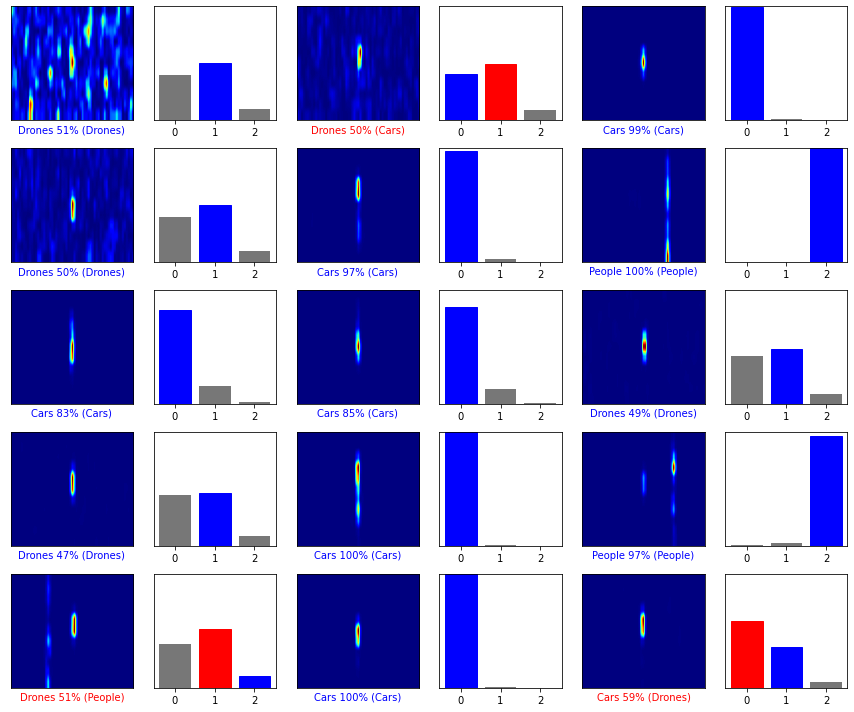 0 1 2
0 1 2
0 1 2
Drones 51% (Drones)
Drones 50% (Cars)
Cars 99% (Cars)
0 1 2
0 1 2
0 1 2
Drones 50% (Drones)
Cars 97% (Cars)
People 100% (People)
0 1 2
0 1 2
0 1 2
Cars 83% (Cars)
Cars 85% (Cars)
Drones 49% (Drones)
0 1 2
0 1 2
0 1 2
Drones 47% (Drones)
Cars 100% (Cars)
People 97% (People)
0 1 2
0 1 2
0 1 2
Drones 51% (People)
Cars 100% (Cars)
Cars 59% (Drones)